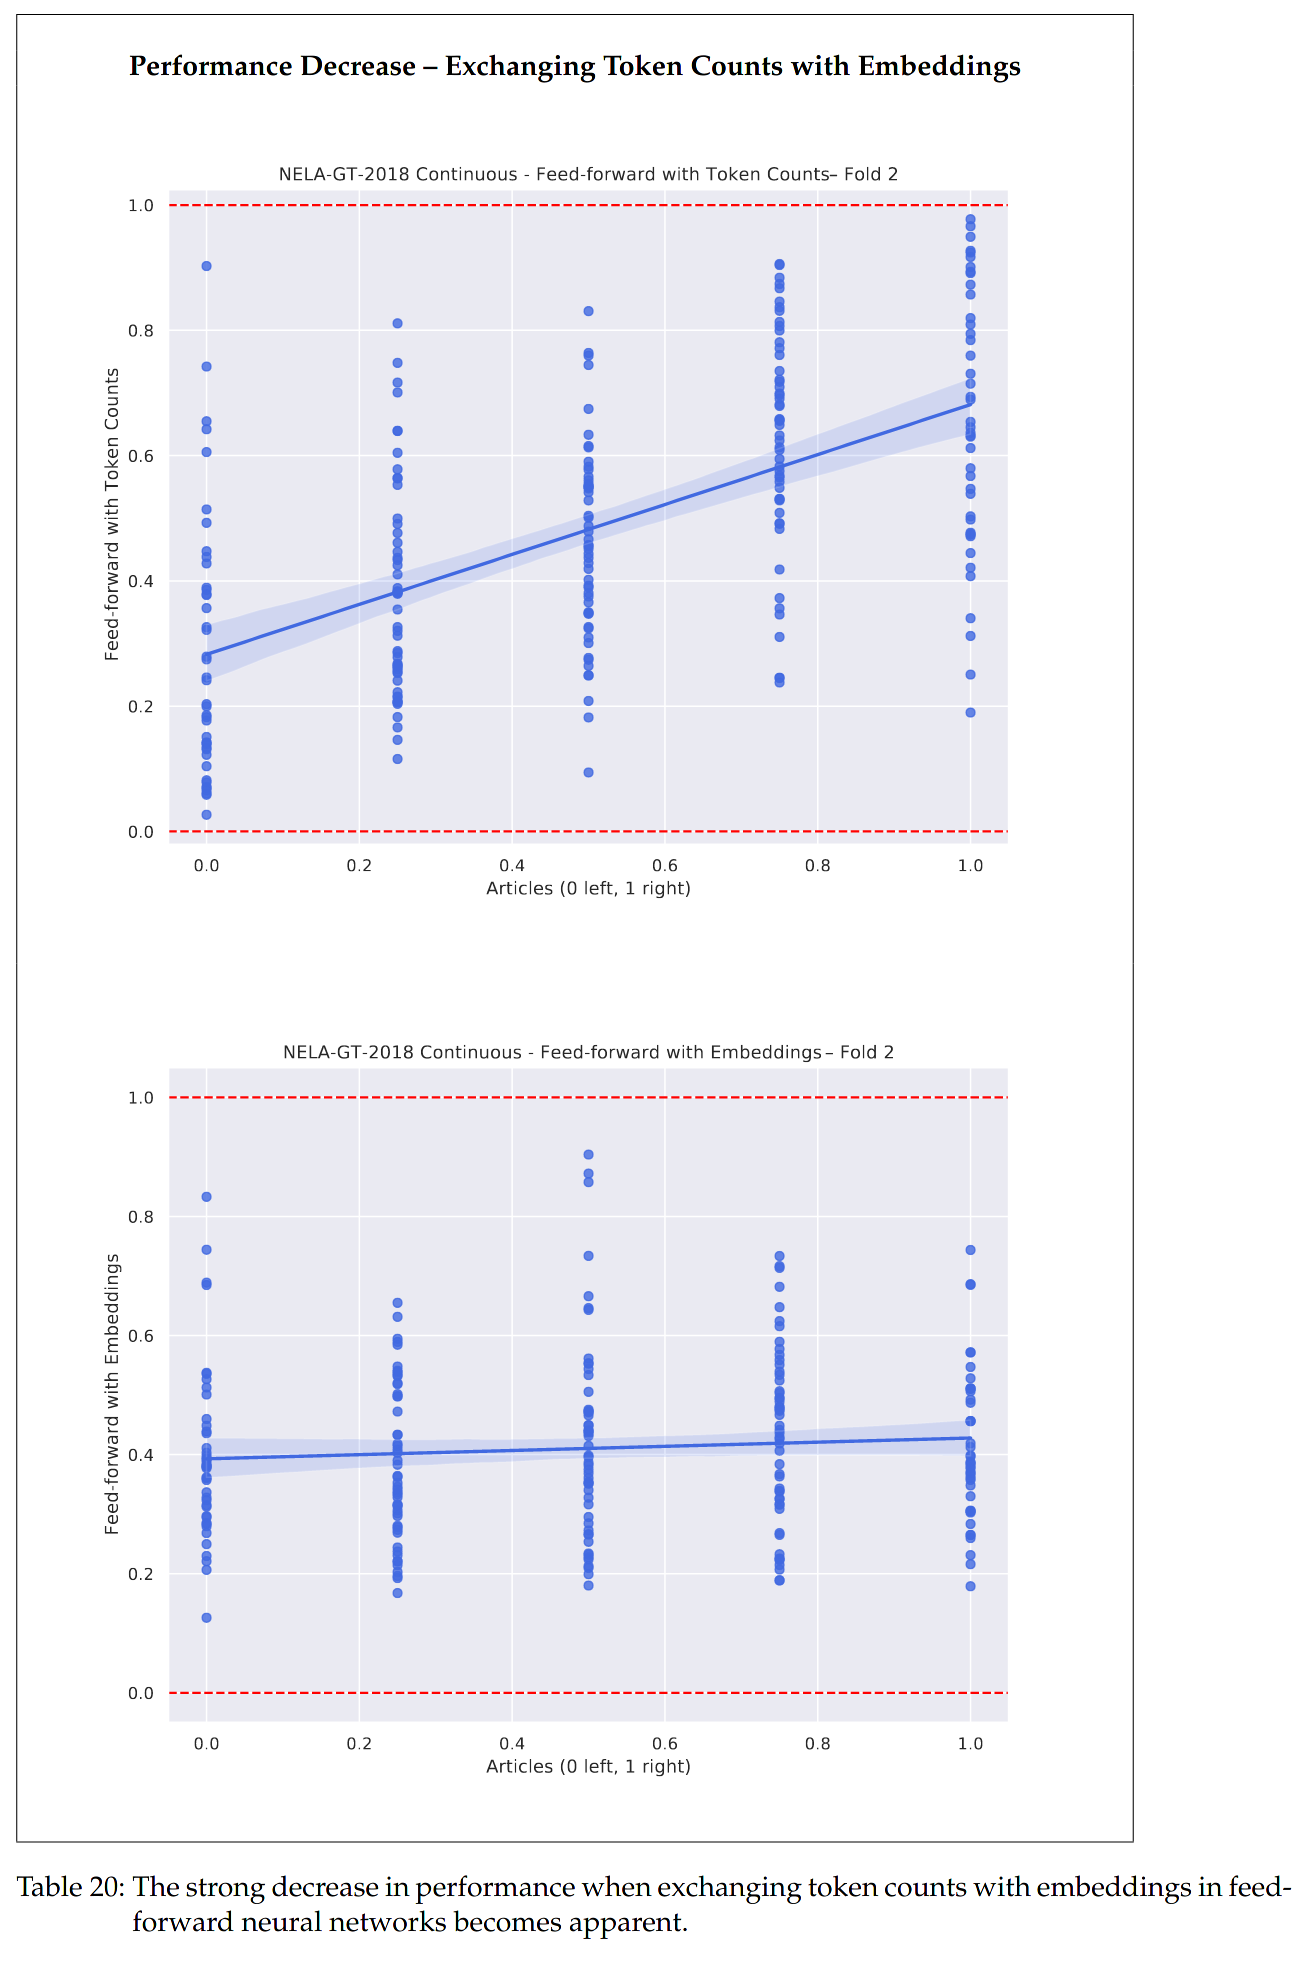 Performance Decrease – Exchanging Token Counts with Embeddings
NELA-GT-2018 Continuous - Feed-forward with Token Counts– Fold 2
1.0
0.8
0.6
0.4
0.2
0.0
Feed-forward with Token Counts
0.0 0.2 0.4 0.6 0.8 1.0
Articles (0 left, 1 right)
NELA-GT-2018 Continuous - Feed-forward with Embeddings– Fold 2
1.0
0.8
0.6
0.4
0.2
0.0
Feed-forward with Embeddings
0.0 0.2 0.4 0.6 0.8 1.0
Articles (0 left, 1 right)
Table 20: The strong decrease in performance when exchanging token counts with embeddings in feed-
forward neural networks becomes apparent.